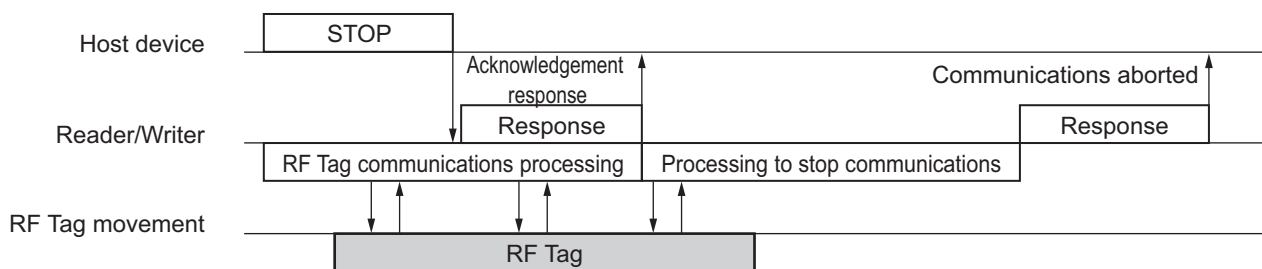 STOP
Host device
Acknowledgement
response
Communications aborted
Reader/Writer
Response
Response
RF Tag communications processing
Processing to stop communications
RF Tag movement
RF Tag